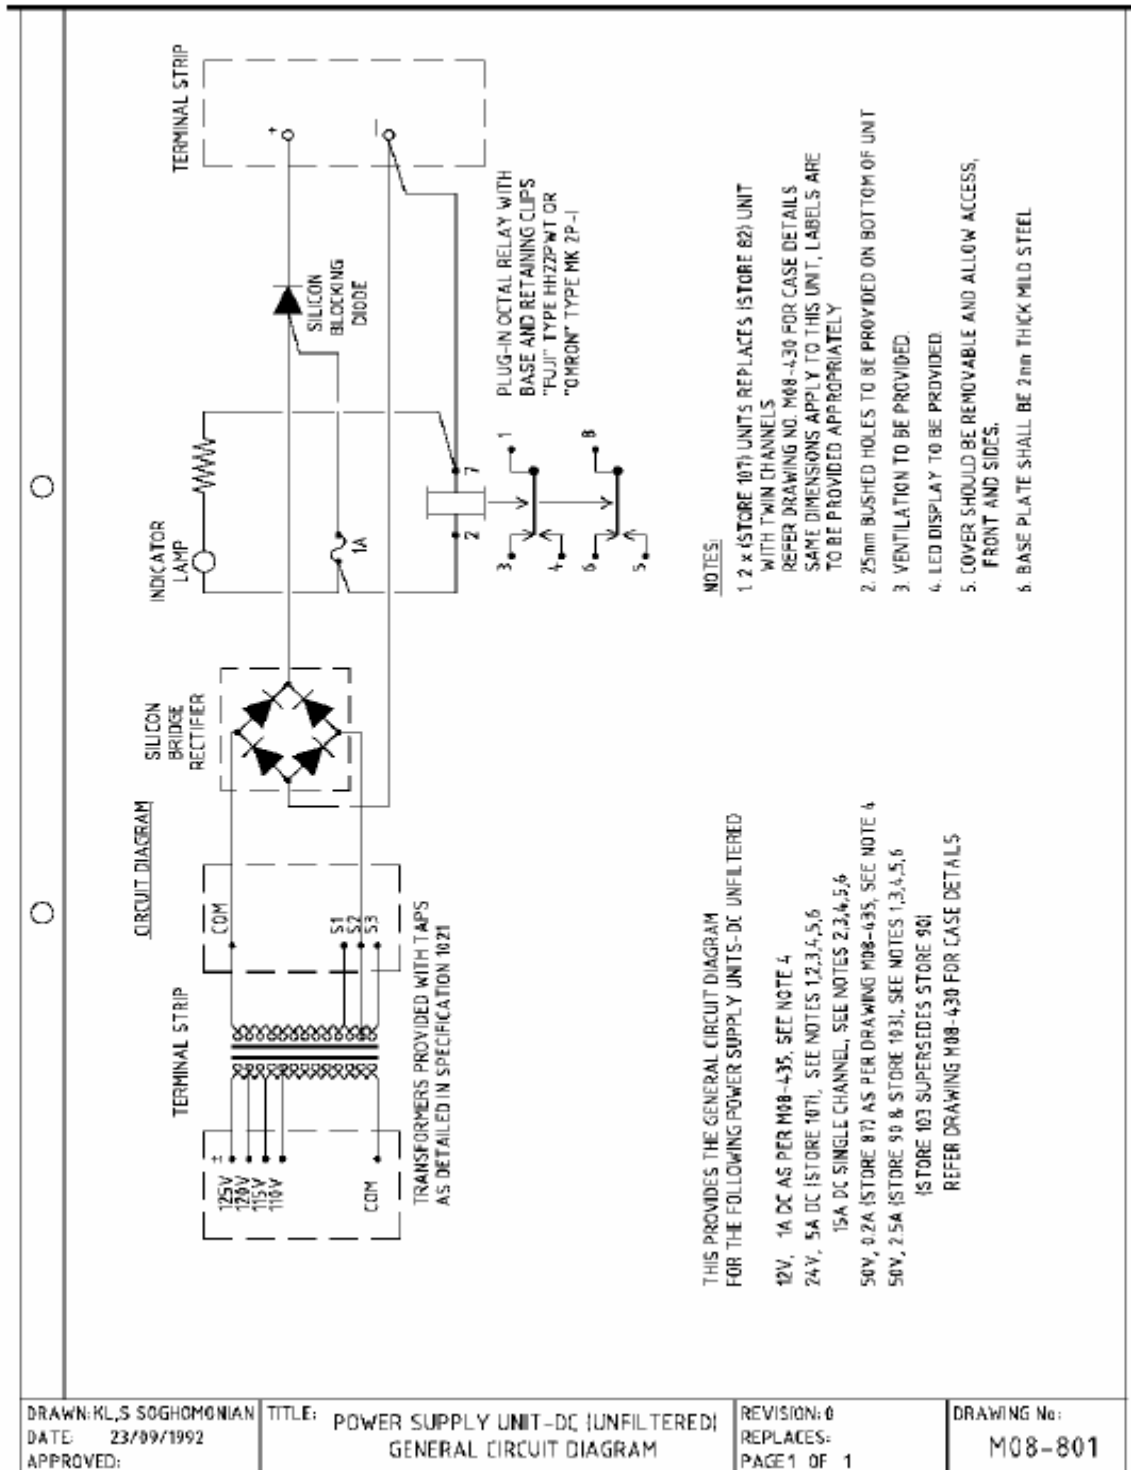 CIRCUIT DIAGRAM
TERMINAL STRIP
125V
120V
115V
110V
COM
±
COM
S1
S2
S3
TRANSFORMERS PROVIDED WITH TAPS
AS DETAILED IN SPECIFICATION 1021
SILICON
BRIDGE
RECTIFIER
INDICATOR
LAMP
1A
2
7
3
1
4
6
8
5
SILICON
BLOCKING
DIODE
TERMINAL STRIP
+
−
PLUG-IN OCTAL RELAY WITH
BASE AND RETAINING CLIPS
"FUJI" TYPE HH22PWT OR
"OMRON" TYPE MK 2P-I
THIS PROVIDES THE GENERAL CIRCUIT DIAGRAM
FOR THE FOLLOWING POWER SUPPLY UNITS-DC UNFILTERED
12V, 1A DC AS PER M08-435, SEE NOTE 4
24V, 5A DC (STORE 107), SEE NOTES 1,2,3,4,5,6
15A DC SINGLE CHANNEL, SEE NOTES 2,3,4,5,6
50V, 0.2A (STORE 87) AS PER DRAWING M08-435, SEE NOTE 4
50V, 2.5A (STORE 90 & STORE 103), SEE NOTES 1,3,4,5,6
(STORE 103 SUPERSEDES STORE 90)
REFER DRAWING M08-430 FOR CASE DETALS
NOTES:
1. 2 x (STORE 107) UNITS REPLACES (STORE 82) UNIT
WITH TWIN CHANNELS
REFER DRAWING NO. M08-430 FOR CASE DETAILS
SAME DIMENSIONS APPLY TO THIS UNIT, LABELS ARE
TO BE PROVIDED APPROPRIATELY
2. 25mm BUSHED HOLES TO BE PROVIDED ON BOTTOM OF UNIT
3. VENTILATION TO BE PROVIDED.
4. LED DISPLAY TO BE PROVIDED.
5. COVER SHOULD BE REMOVABLE AND ALLOW ACCESS,
FRONT AND SIDES.
6. BASE PLATE SHALL BE 2mm THICK MILD STEEL
DRAWN: KL,S SOGHOMONIAN
DATE: 23/09/1992
APPROVED:
TITLE: POWER SUPPLY UNIT-DC (UNFILTERED)
GENERAL CIRCUIT DIAGRAM
REVISION: 0
REPLACES:
PAGE 1 OF 1
DRAWING No:
M08-801